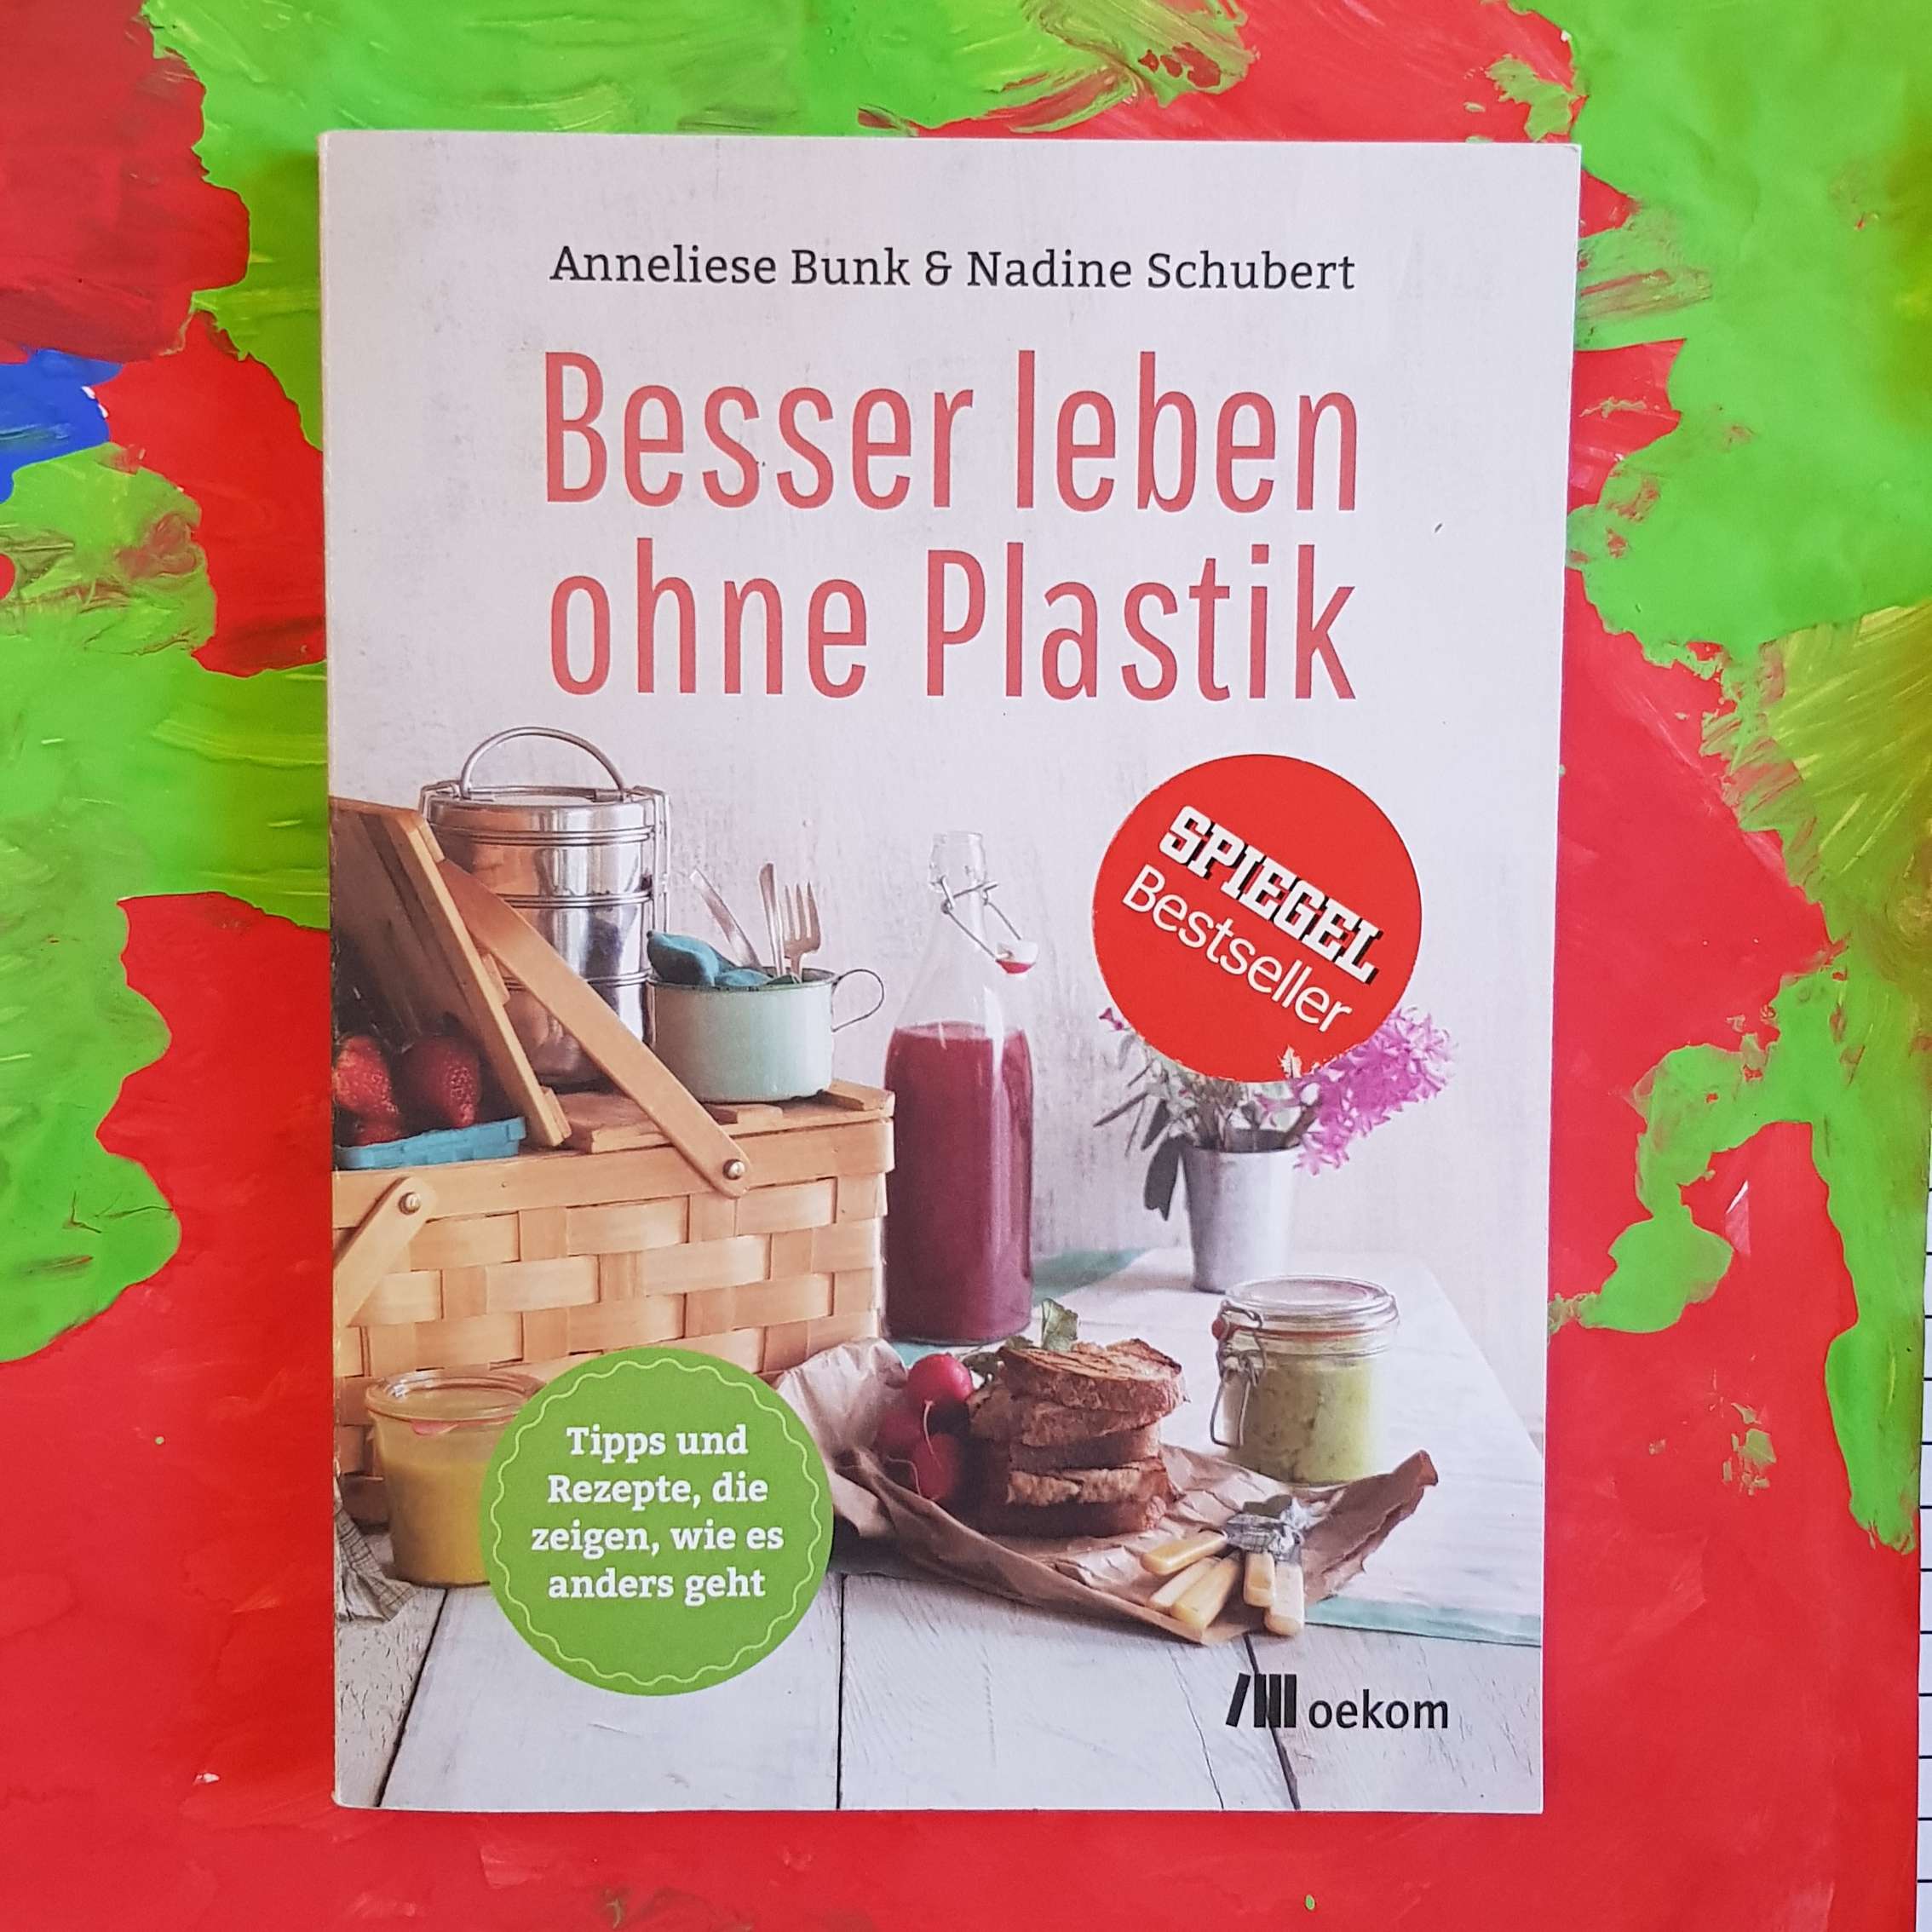 Anneliese Bunk & Nadine Schubert
Besser leben
ohne Plastik
SPIEGEL
Bestseller
Tipps und
Rezepte, die
zeigen, wie es
anders geht
oekom